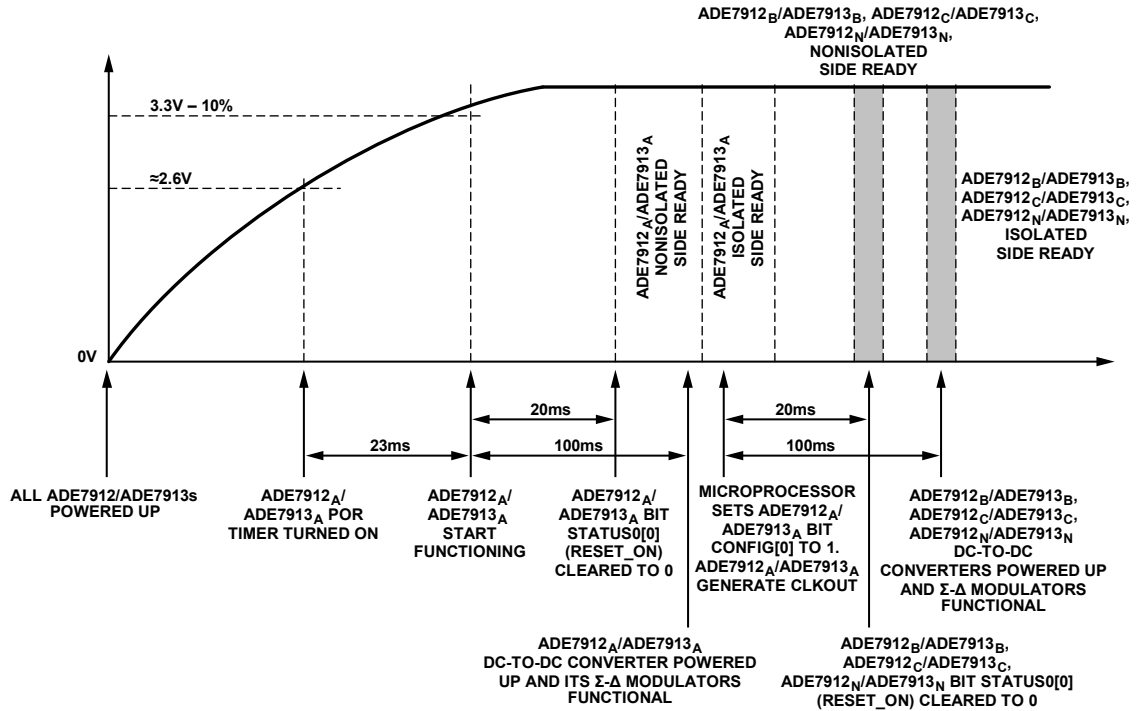 ADE7912B/ADE7913B, ADE7912C/ADE7913C,
ADE7912N/ADE7913N,
NONISOLATED
SIDE READY
3.3V – 10%
≈2.6V
0V
ADE7912A/ADE7913A
NONISOLATED
SIDE READY
ADE7912A/ADE7913A
ISOLATED
SIDE READY
ADE7912B/ADE7913B,
ADE7912C/ADE7913C,
ADE7912N/ADE7913N,
ISOLATED
SIDE READY
20ms
20ms
23ms
100ms
100ms
ALL ADE7912/ADE7913s
POWERED UP
ADE7912A/
ADE7913A POR
TIMER TURNED ON
ADE7912A/
ADE7913A
START
FUNCTIONING
ADE7912A/
ADE7913A BIT
STATUS0[0]
(RESET_ON)
CLEARED TO 0
MICROPROCESSOR
SETS ADE7912A/
ADE7913A BIT
CONFIG[0] TO 1.
ADE7912A/ADE7913A
GENERATE CLKOUT
ADE7912B/ADE7913B,
ADE7912C/ADE7913C,
ADE7912N/ADE7913N
DC-TO-DC
CONVERTERS POWERED UP
AND Σ-Δ MODULATORS
FUNCTIONAL
ADE7912A/ADE7913A
DC-TO-DC CONVERTER POWERED
UP AND ITS Σ-Δ MODULATORS
FUNCTIONAL
ADE7912B/ADE7913B,
ADE7912C/ADE7913C,
ADE7912N/ADE7913N BIT STATUS0[0]
(RESET_ON) CLEARED TO 0